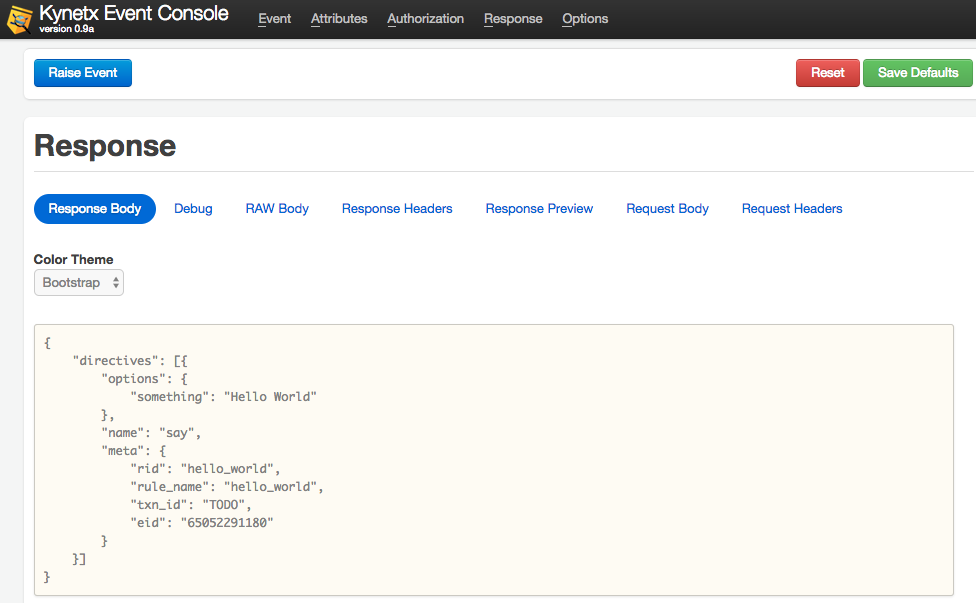 Kynetx Event Console
version 0.9a
Event Attributes Authorization Response Options
Raise Event Reset Save Defaults
Response
Response Body Debug RAW Body Response Headers Response Preview Request Body Request Headers
Color Theme
Bootstrap
{
    "directives": [{
        "options": {
            "something": "Hello World"
        },
        "name": "say",
        "meta": {
            "rid": "hello_world",
            "rule_name": "hello_world",
            "txn_id": "TODO",
            "eid": "65052291180"
        }
    }]
}